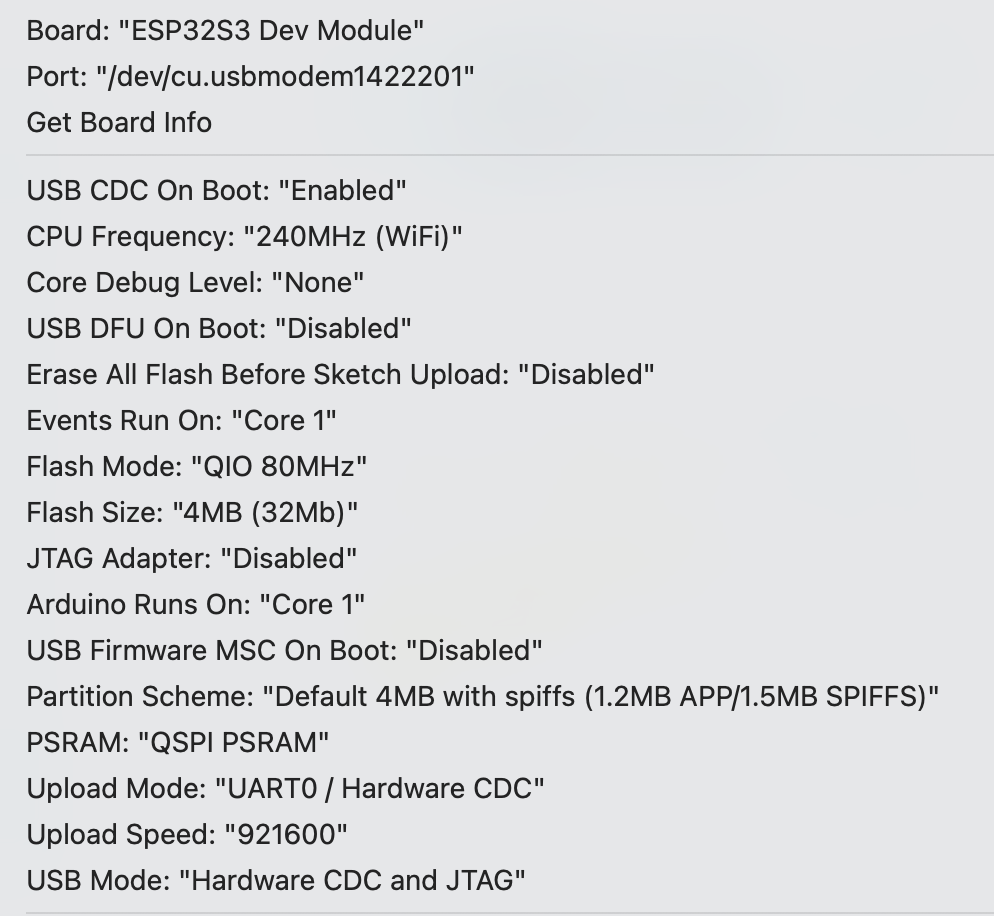 Board: "ESP32S3 Dev Module"
Port: "/dev/cu.usbmodem1422201"
Get Board Info
USB CDC On Boot: "Enabled"
CPU Frequency: "240MHz (WiFi)"
Core Debug Level: "None"
USB DFU On Boot: "Disabled"
Erase All Flash Before Sketch Upload: "Disabled"
Events Run On: "Core 1"
Flash Mode: "QIO 80MHz"
Flash Size: "4MB (32Mb)"
JTAG Adapter: "Disabled"
Arduino Runs On: "Core 1"
USB Firmware MSC On Boot: "Disabled"
Partition Scheme: "Default 4MB with spiffs (1.2MB APP/1.5MB SPIFFS)"
PSRAM: "QSPI PSRAM"
Upload Mode: "UART0 / Hardware CDC"
Upload Speed: "921600"
USB Mode: "Hardware CDC and JTAG"